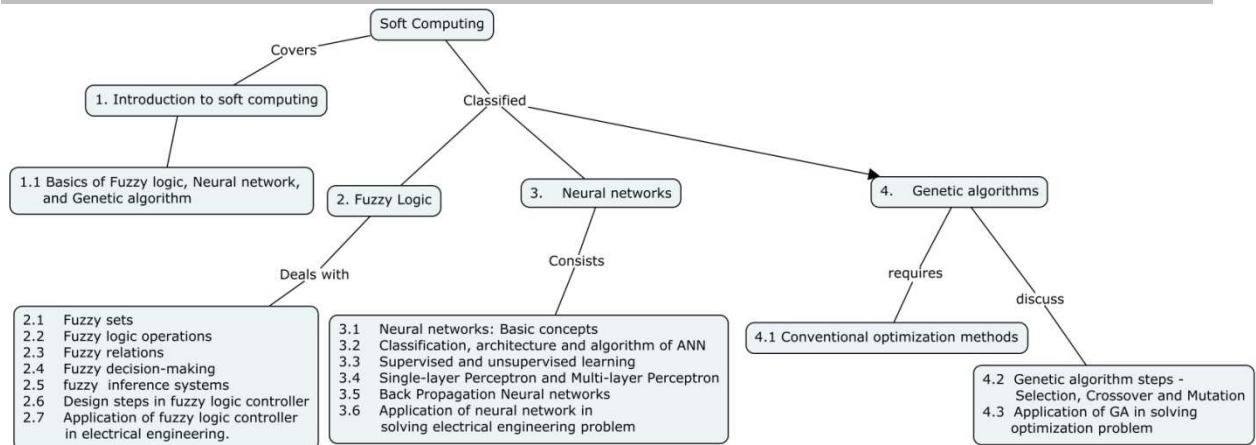 Soft Computing
Covers
1. Introduction to soft computing
Classified
1.1 Basics of Fuzzy logic, Neural network,
and Genetic algorithm
2. Fuzzy Logic
3. Neural networks
4. Genetic algorithms
Deals with
Consists
requires
discuss
2.1 Fuzzy sets
2.2 Fuzzy logic operations
2.3 Fuzzy relations
2.4 Fuzzy decision-making
2.5 fuzzy inference systems
2.6 Design steps in fuzzy logic controller
2.7 Application of fuzzy logic controller
in electrical engineering.
3.1 Neural networks: Basic concepts
3.2 Classification, architecture and algorithm of ANN
3.3 Supervised and unsupervised learning
3.4 Single-layer Perceptron and Multi-layer Perceptron
3.5 Back Propagation Neural networks
3.6 Application of neural network in
solving electrical engineering problem
4.1 Conventional optimization methods
4.2 Genetic algorithm steps -
Selection, Crossover and Mutation
4.3 Application of GA in solving
optimization problem